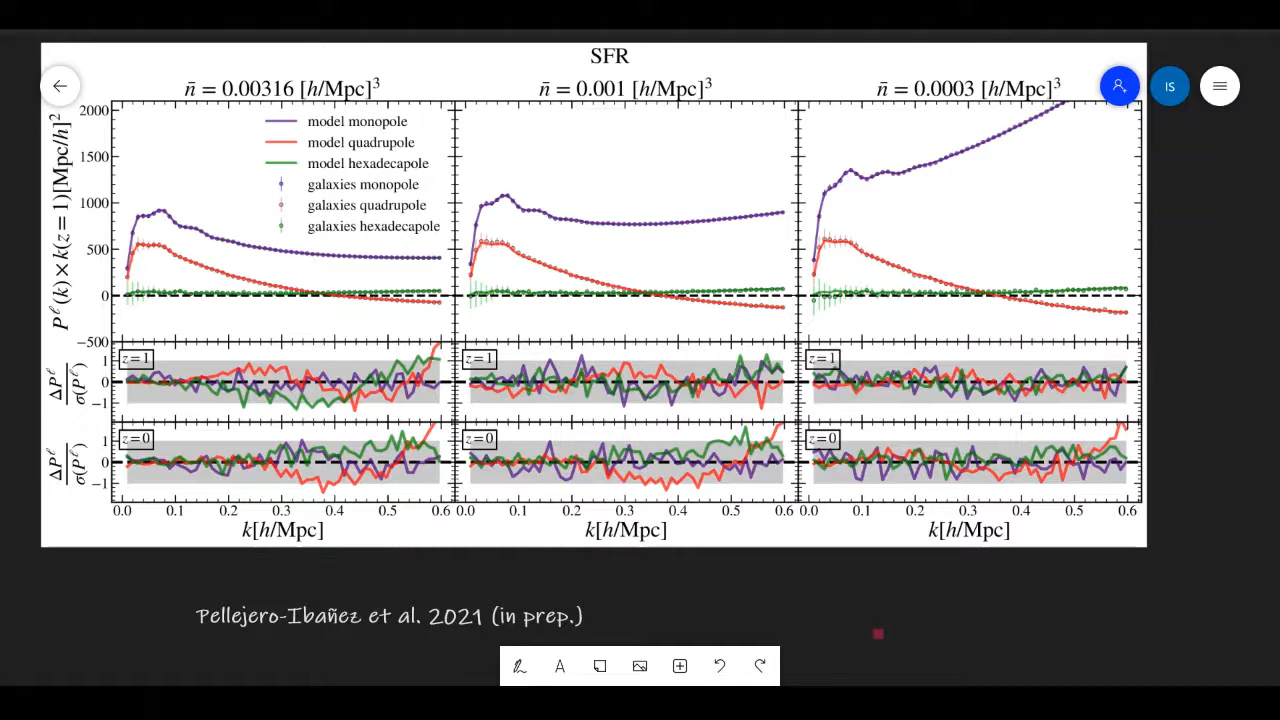 SFR
n̄ = 0.00316 [h/Mpc]³
n̄ = 0.001 [h/Mpc]³
n̄ = 0.0003 [h/Mpc]³
IS
P^ℓ(k) × k(z = 1)[Mpc/h]²
2000
1500
1000
500
0
−500
model monopole
model quadrupole
model hexadecapole
galaxies monopole
galaxies quadrupole
galaxies hexadecapole
ΔP^ℓ/σ(P^ℓ)
1
0
−1
z = 1
z = 1
z = 1
ΔP^ℓ/σ(P^ℓ)
1
0
−1
z = 0
z = 0
z = 0
0.0 0.1 0.2 0.3 0.4 0.5 0.6
0.0 0.1 0.2 0.3 0.4 0.5 0.6
0.0 0.1 0.2 0.3 0.4 0.5 0.6
k[h/Mpc]
k[h/Mpc]
k[h/Mpc]
Pellejero-Ibañez et al. 2021 (in prep.)
A